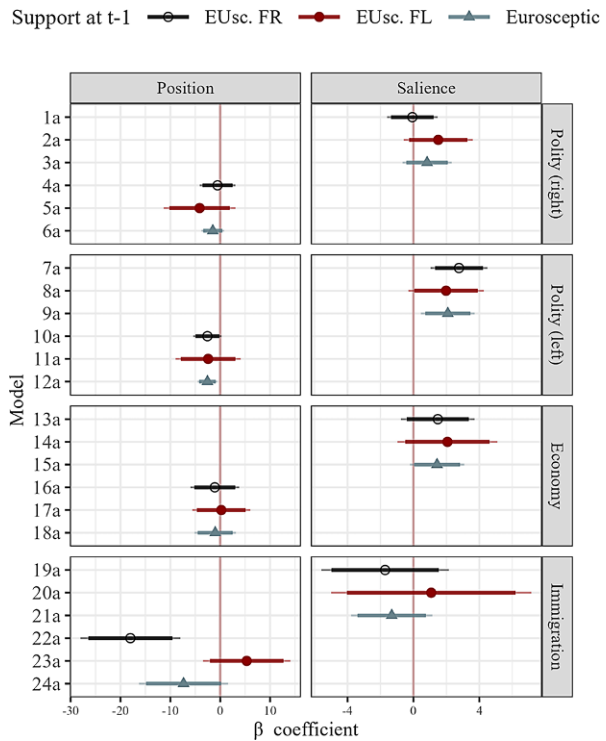 Support at t-1 EUsc. FR EUsc. FL Eurosceptic
Position Salience
1a
2a
3a
4a
5a
6a
Polity (right)
7a
8a
9a
10a
11a
12a
Polity (left)
13a
14a
15a
16a
17a
18a
Economy
19a
20a
21a
22a
23a
24a
Immigration
Model
-30 -20 -10 0 10 -4 0 4
β coefficient